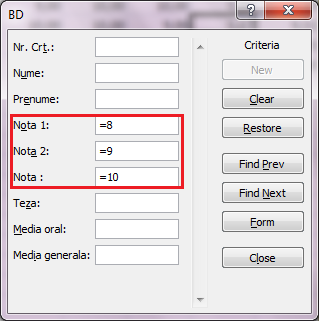 BD
Criteria
Nr. Crt.:
New
Nume:
Prenume:
Clear
Nota 1: =8
Restore
Nota 2: =9
Find Prev
Nota : =10
Find Next
Teza:
Form
Media oral:
Media generala:
Close